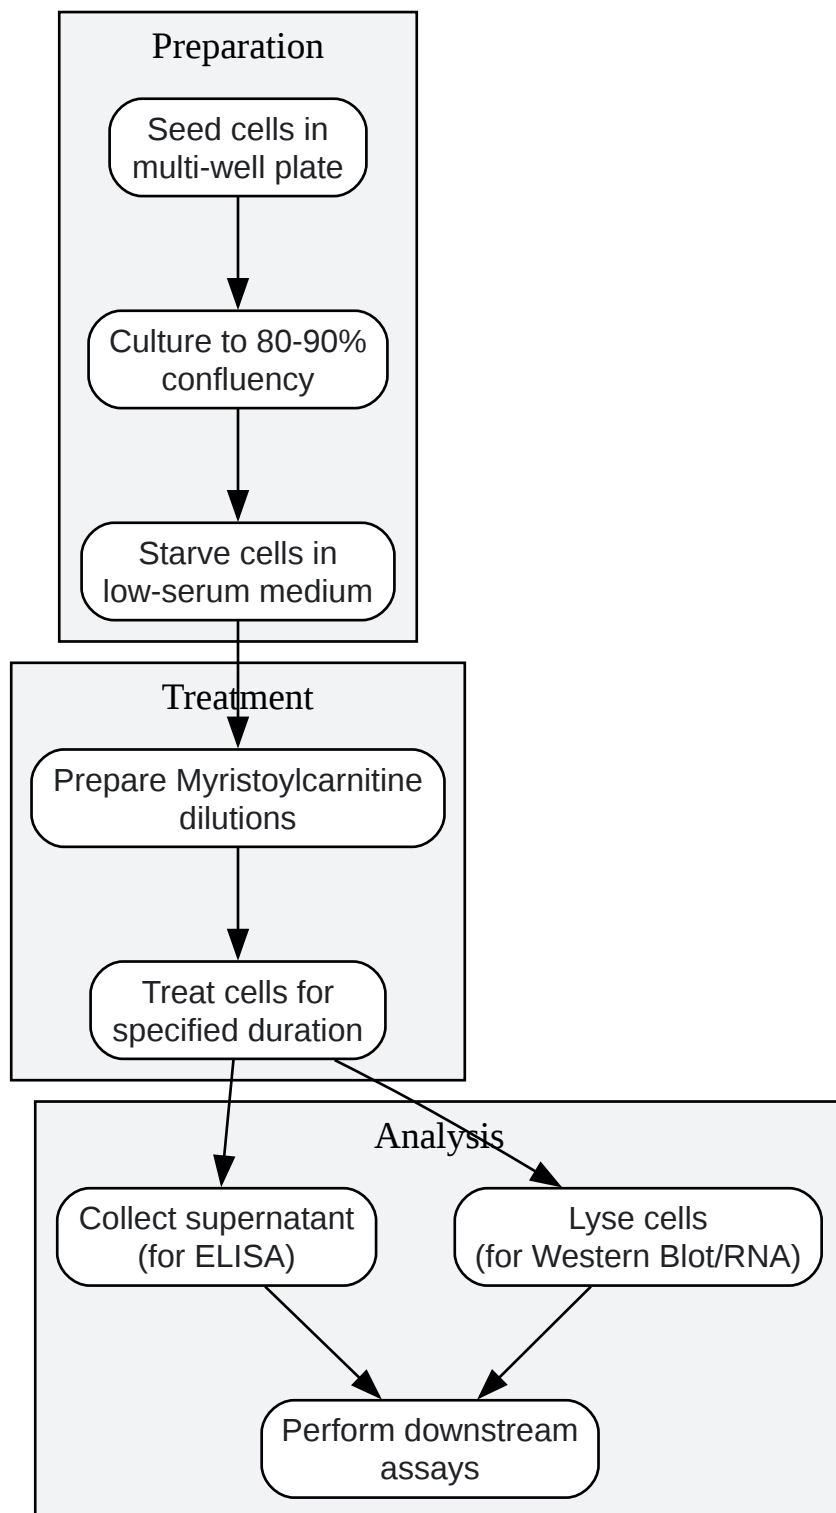 Preparation
Seed cells in
multi-well plate
Culture to 80-90%
confluency
Starve cells in
low-serum medium
Treatment
Prepare Myristoylcarnitine
dilutions
Treat cells for
specified duration
Analysis
Collect supernatant
(for ELISA)
Lyse cells
(for Western Blot/RNA)
Perform downstream
assays